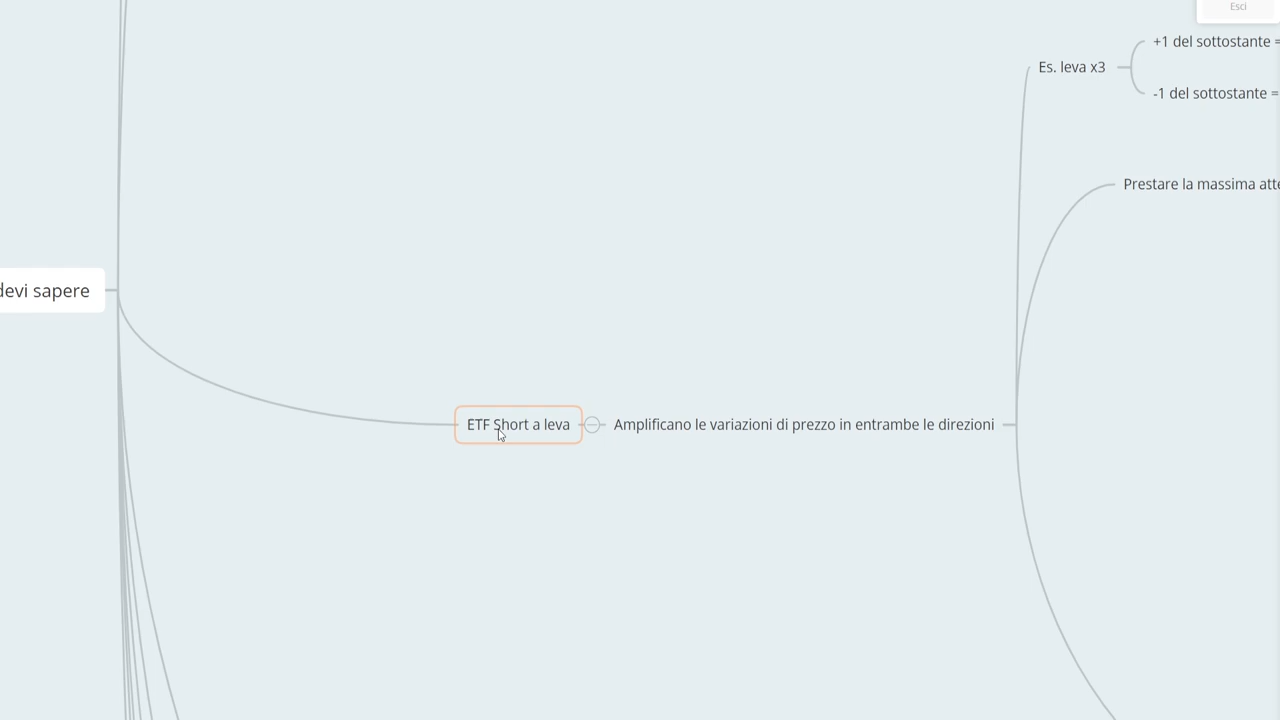 Esci
+1 del sottostante =
Es. leva x3
-1 del sottostante =
Prestare la massima
devi sapere
ETF Short a leva
Amplificano le variazioni di prezzo in entrambe le direzioni